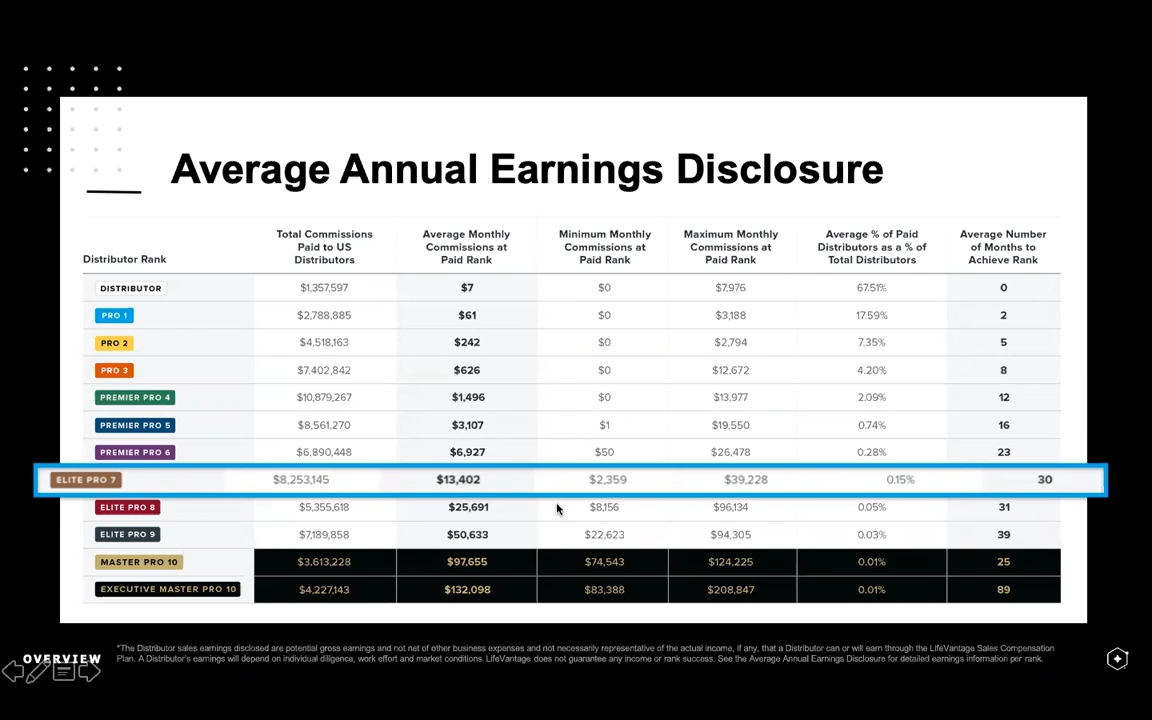 Average Annual Earnings Disclosure
Distributor Rank | Total Commissions Paid to US Distributors | Average Monthly Commissions at Paid Rank | Minimum Monthly Commissions at Paid Rank | Maximum Monthly Commissions at Paid Rank | Average % of Paid Distributors as a % of Total Distributors | Average Number of Months to Achieve Rank
DISTRIBUTOR $1,357,597 $7 $0 $7,976 67.51% 0
PRO 1 $2,788,885 $61 $0 $3,188 17.59% 2
PRO 2 $4,518,163 $242 $0 $2,794 7.35% 5
PRO 3 $7,402,842 $626 $0 $12,672 4.20% 8
PREMIER PRO 4 $10,879,267 $1,496 $0 $13,977 2.09% 12
PREMIER PRO 5 $8,561,270 $3,107 $1 $19,550 0.74% 16
PREMIER PRO 6 $6,890,448 $6,927 $50 $26,478 0.28% 23
ELITE PRO 7 $8,253,145 $13,402 $2,359 $39,228 0.15% 30
ELITE PRO 8 $5,355,618 $25,691 $8,156 $96,134 0.05% 31
ELITE PRO 9 $7,189,858 $50,633 $22,623 $94,305 0.03% 39
MASTER PRO 10 $3,613,228 $97,655 $74,543 $124,225 0.01% 25
EXECUTIVE MASTER PRO 10 $4,227,143 $132,098 $83,388 $208,847 0.01% 89
OVERVIEW
*The Distributor sales earnings disclosed are potential gross earnings and not net of other business expenses and not necessarily representative of the actual income, if any, that a Distributor can or will earn through the LifeVantage Sales Compensation
Plan. A Distributor's earnings will depend on individual diligence, work effort and market conditions. LifeVantage does not guarantee any income or rank success. See the Average Annual Earnings Disclosure for detailed earnings information per rank.